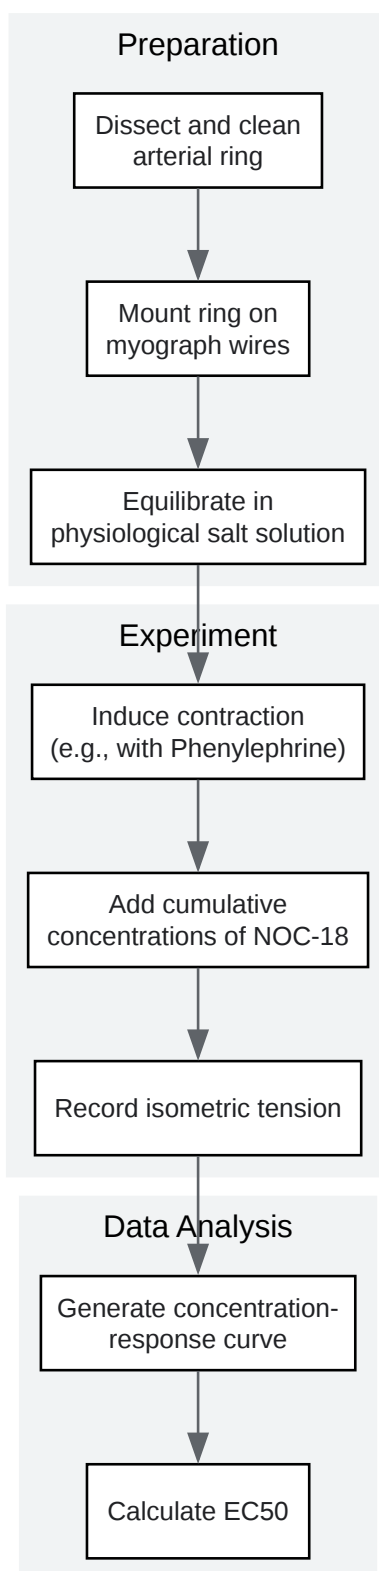 Preparation
Dissect and clean
arterial ring
Mount ring on
myograph wires
Equilibrate in
physiological salt solution
Experiment
Induce contraction
(e.g., with Phenylephrine)
Add cumulative
concentrations of NOC-18
Record isometric tension
Data Analysis
Generate concentration-
response curve
Calculate EC50